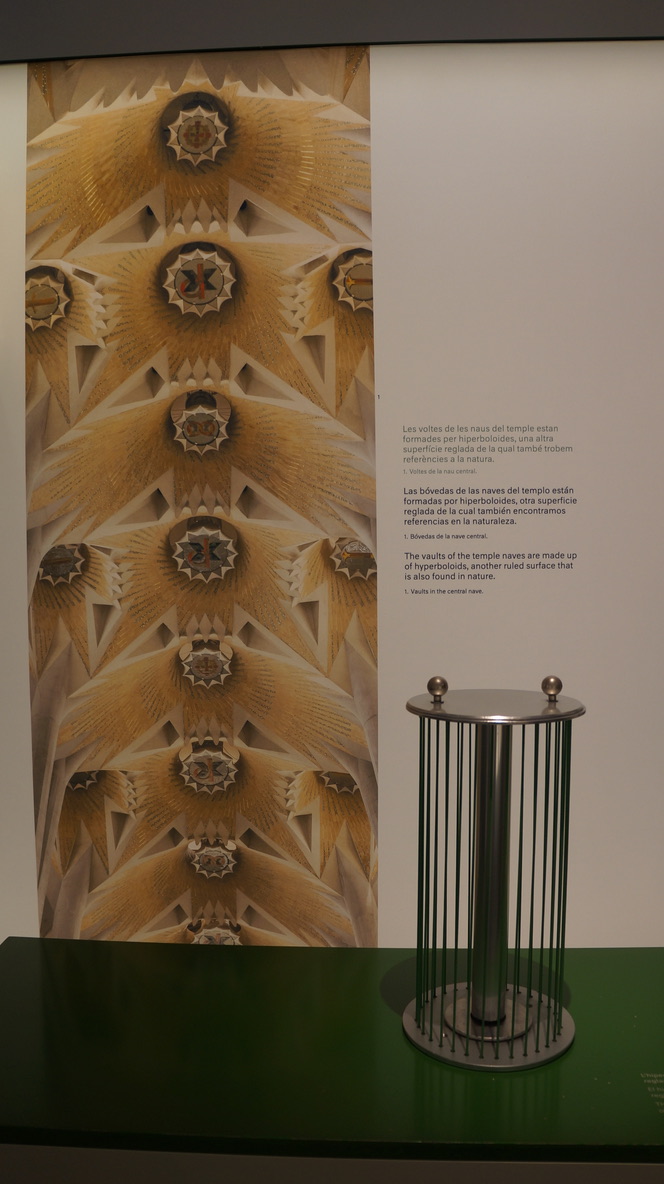 1
Les voltes de les naus del temple estan
formades per hiperboloides, una altra
superfície reglada de la qual també trobem
referències a la natura.
1. Voltes de la nau central.
Las bóvedas de las naves del templo están
formadas por hiperboloides, otra superficie
reglada de la cual también encontramos
referencias en la naturaleza.
1. Bóvedas de la nave central.
The vaults of the temple naves are made up
of hyperboloids, another ruled surface that
is also found in nature.
1. Vaults in the central nave.